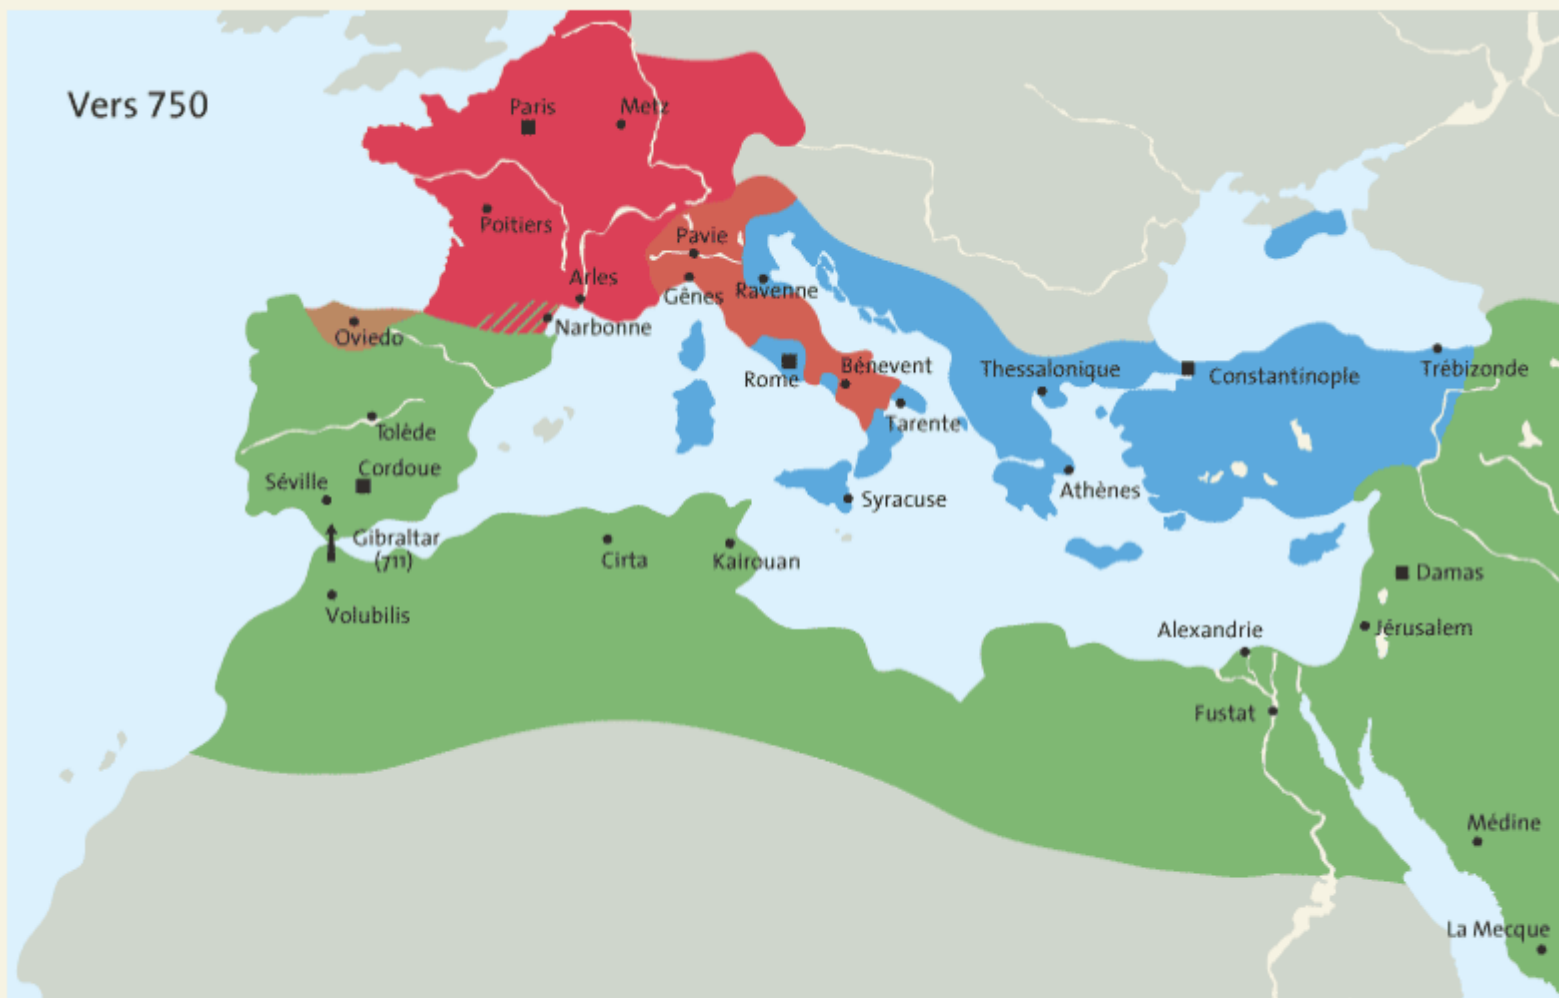 Vers 750
Paris
Metz
Poitiers
Pavie
Arles
Gênes
Ravenne
Narbonne
Oviedo
Rome
Bénevent
Thessalonique
Constantinople
Trébizonde
Tarente
Tolède
Cordoue
Séville
Athènes
Syracuse
Gibraltar
(711)
Cirta
Kairouan
Damas
Volubilis
Alexandrie
Jérusalem
Fustat
Médine
La Mecque